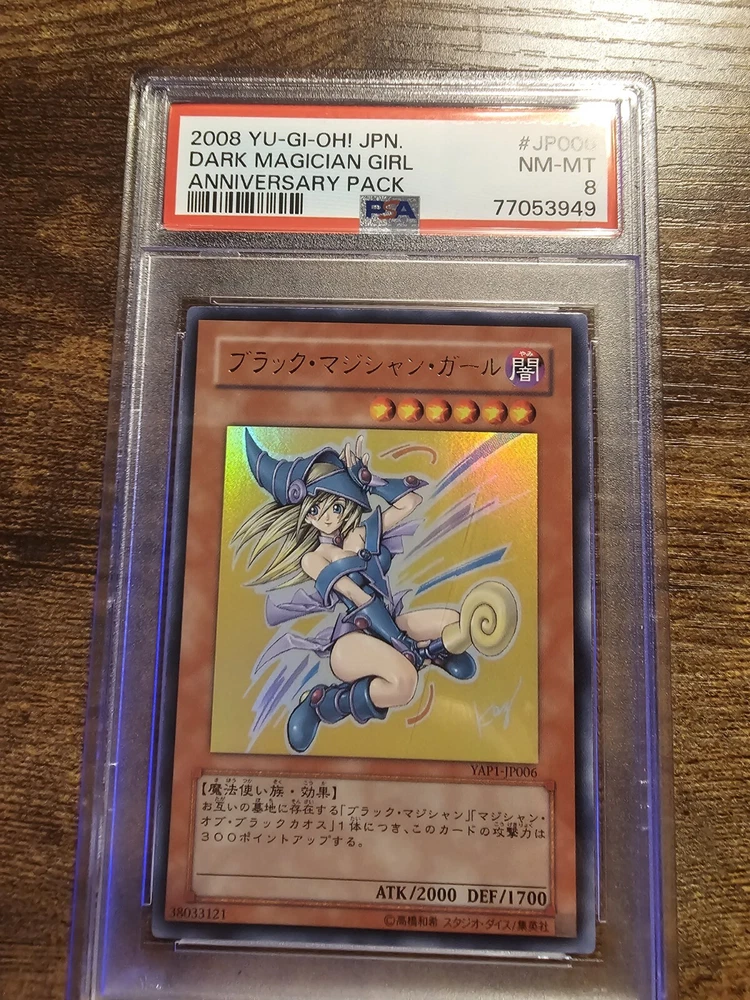 2008 YU-GI-OH! JPN. #JP006
DARK MAGICIAN GIRL NM-MT
ANNIVERSARY PACK 8
PSA 77053949
ブラック・マジシャン・ガール
やみ
闇
YAP1-JP006
【魔法使い族・効果】
お互いの墓地に存在する「ブラック・マジシャン」「マジシャン・
オブ・ブラックカオス」1体につき、このカードの攻撃力は
300ポイントアップする。
ATK/2000 DEF/1700
38033121 ©高橋和希 スタジオ・ダイス/集英社